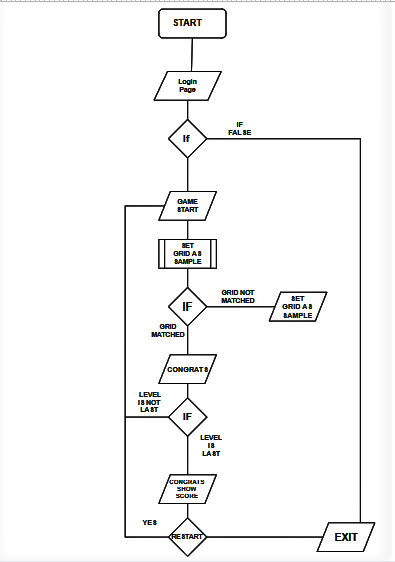 START
Login
Page
If
IF
FALSE
GAME
START
SET
GRID AS
SAMPLE
IF
GRID NOT
MATCHED
SET
GRID AS
SAMPLE
GRID
MATCHED
CONGRATS
LEVEL
IS NOT
LAST
IF
LEVEL
IS
LAST
CONGRATS
SHOW
SCORE
YES
RESTART
EXIT